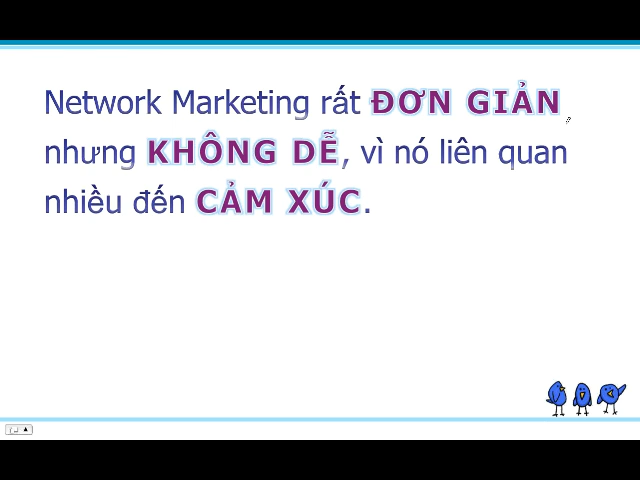 Network Marketing rất ĐƠN GIẢN
nhưng KHÔNG DỄ, vì nó liên quan
nhiều đến CẢM XÚC.